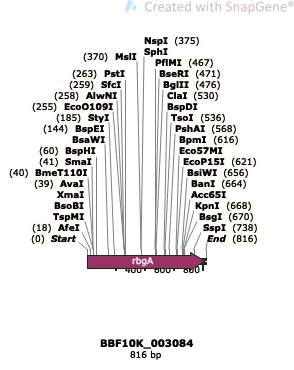 Created with SnapGene®
NspI (375)
SphI
(370) MslI
PflMI (467)
(263) PstI
BseRI (471)
(259) SfcI
BglII (476)
(258) AlwNI
ClaI (530)
(255) EcoO109I
BspDI
(185) StyI
TsoI (536)
(144) BspEI
PshAI (568)
BsaWI
BpmI (616)
(60) BspHI
Eco57MI
(41) SmaI
EcoP15I (621)
(40) BmeT110I
BsiWI (656)
(39) AvaI
BanI (664)
XmaI
Acc65I
BsoBI
KpnI (668)
TspMI
BsgI (670)
(18) AfeI
SspI (738)
(0) Start
End (816)
rbgA
400 600 800
BBF10K_003084
816 bp